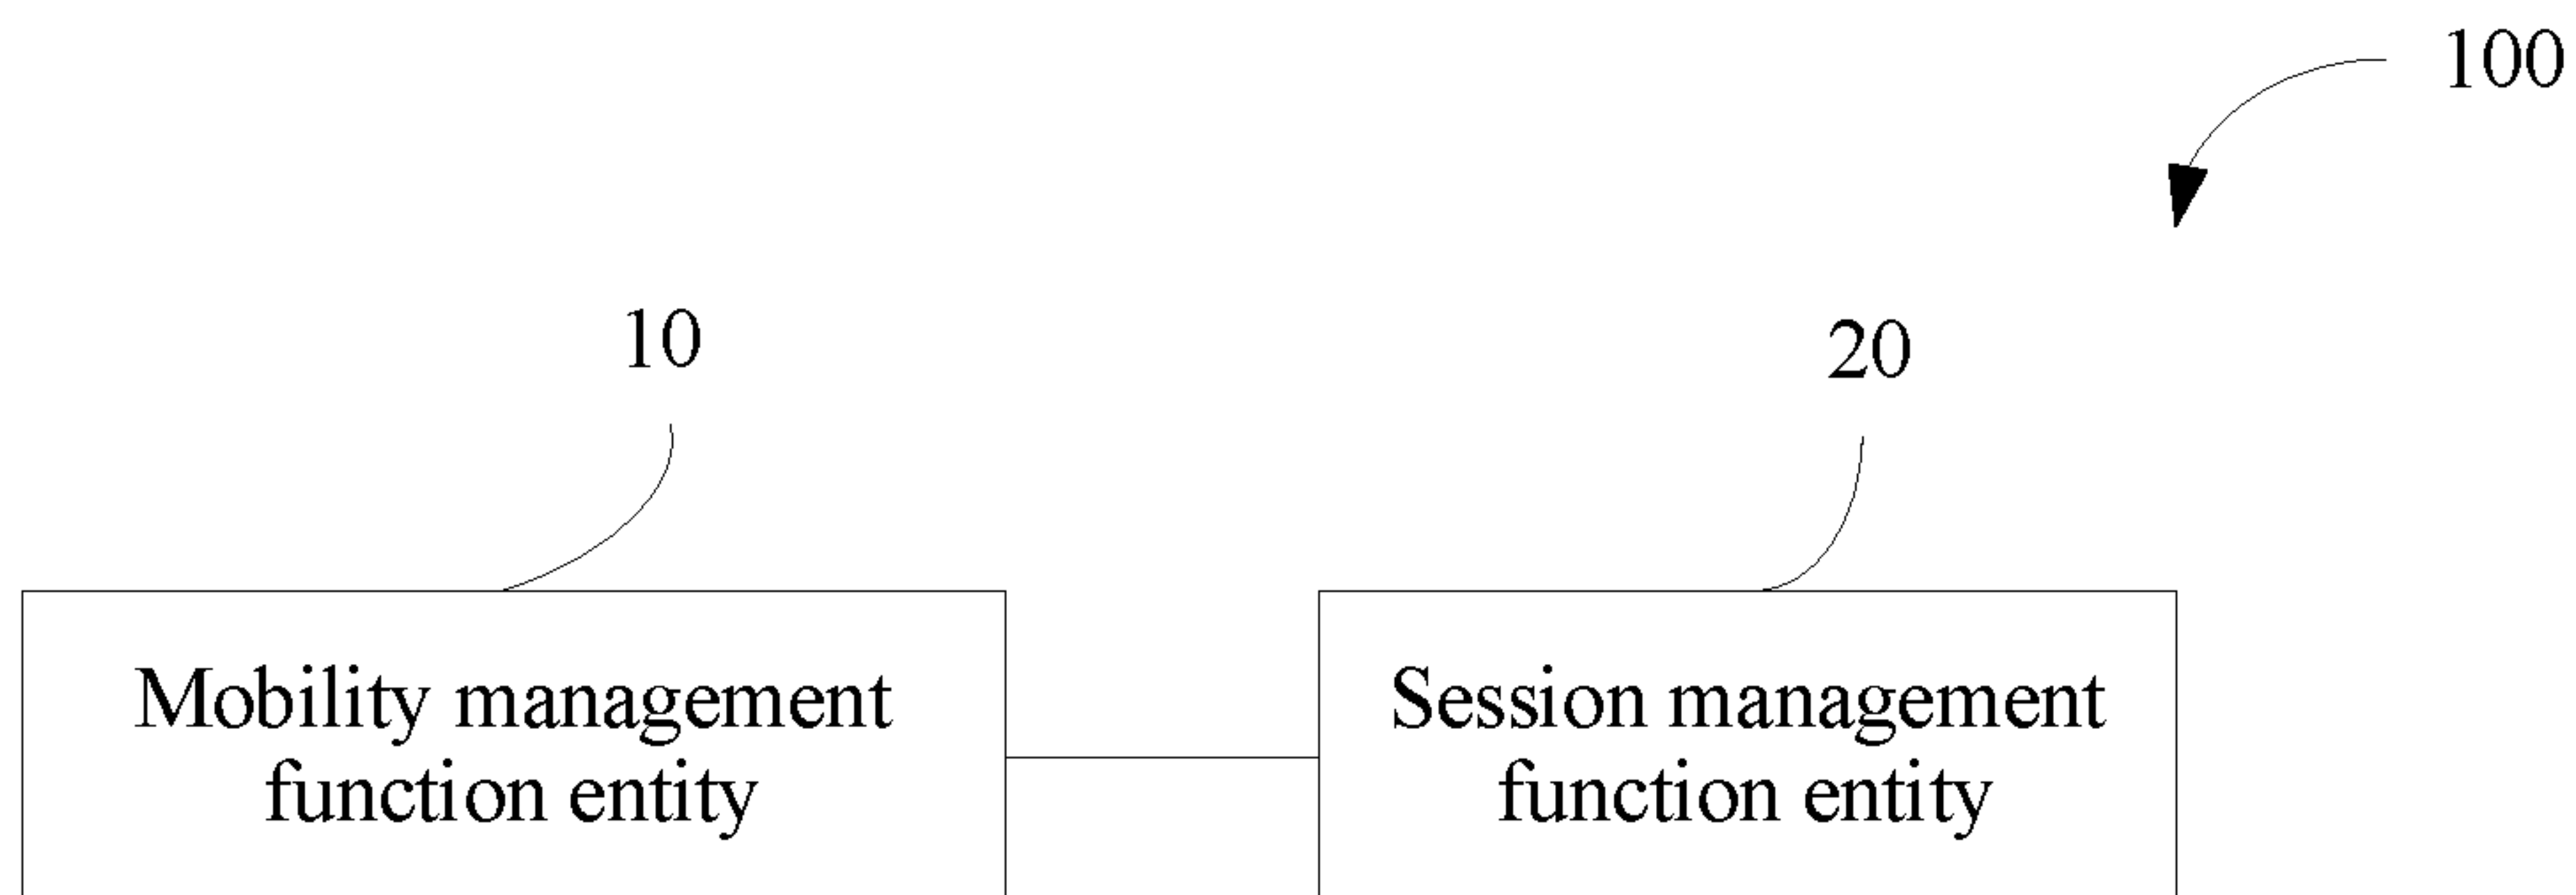 100
10
20
Mobility management
function entity
Session management
function entity